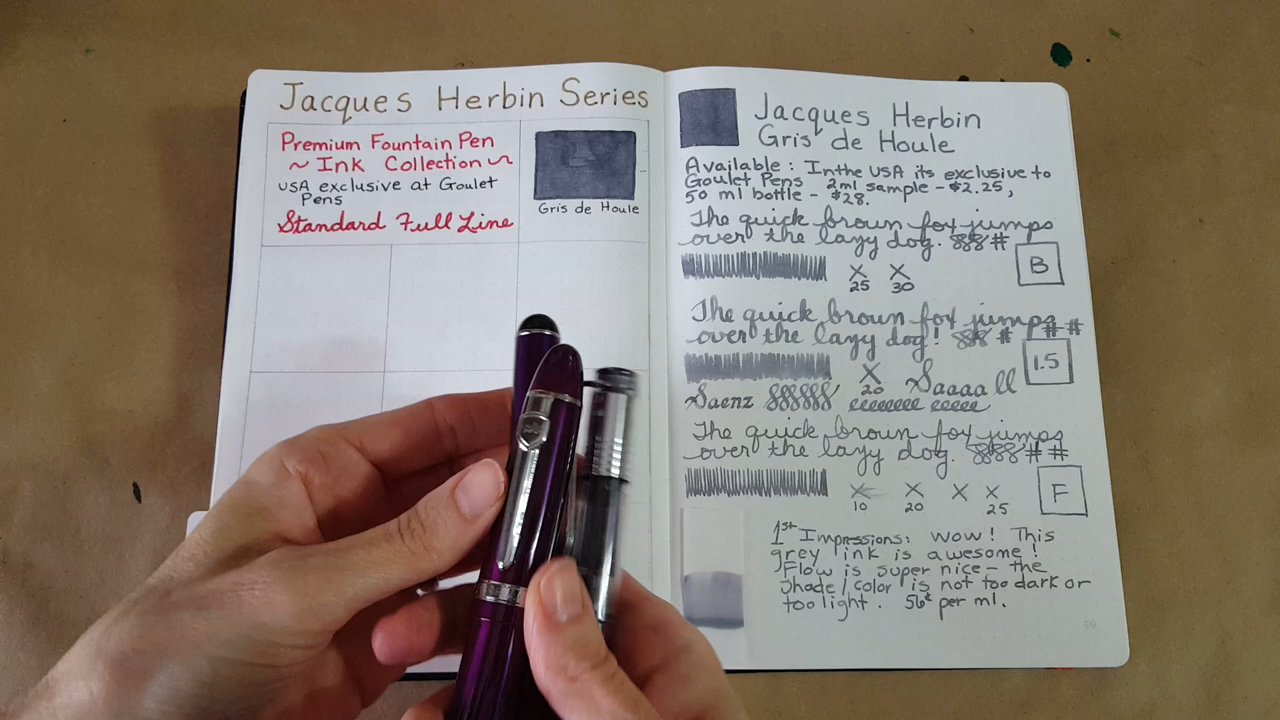 Jacques Herbin Series
Premium Fountain Pen
~ Ink Collection ~
USA exclusive at Goulet
Pens
Standard Full Line
Gris de Houle
Jacques Herbin
Gris de Houle
Available: In the USA its exclusive to
Goulet Pens 2ml sample - $2.25,
50 ml bottle - $28.
The quick brown fox jumps
over the lazy dog. 888 #
B
X X
25 30
The quick brown fox jumps
over the lazy dog! 88 # # #
1.5
X
20
Saenz 888888 Saaaall
eeeeeeee eeeee
The quick brown fox jumps
over the lazy dog. 888 # #
F
X X X X
10 20 25
1st Impressions: Wow! This
grey ink is awesome!
Flow is super nice - the
shade/color is not too dark or
too light. 56¢ per ml.
59